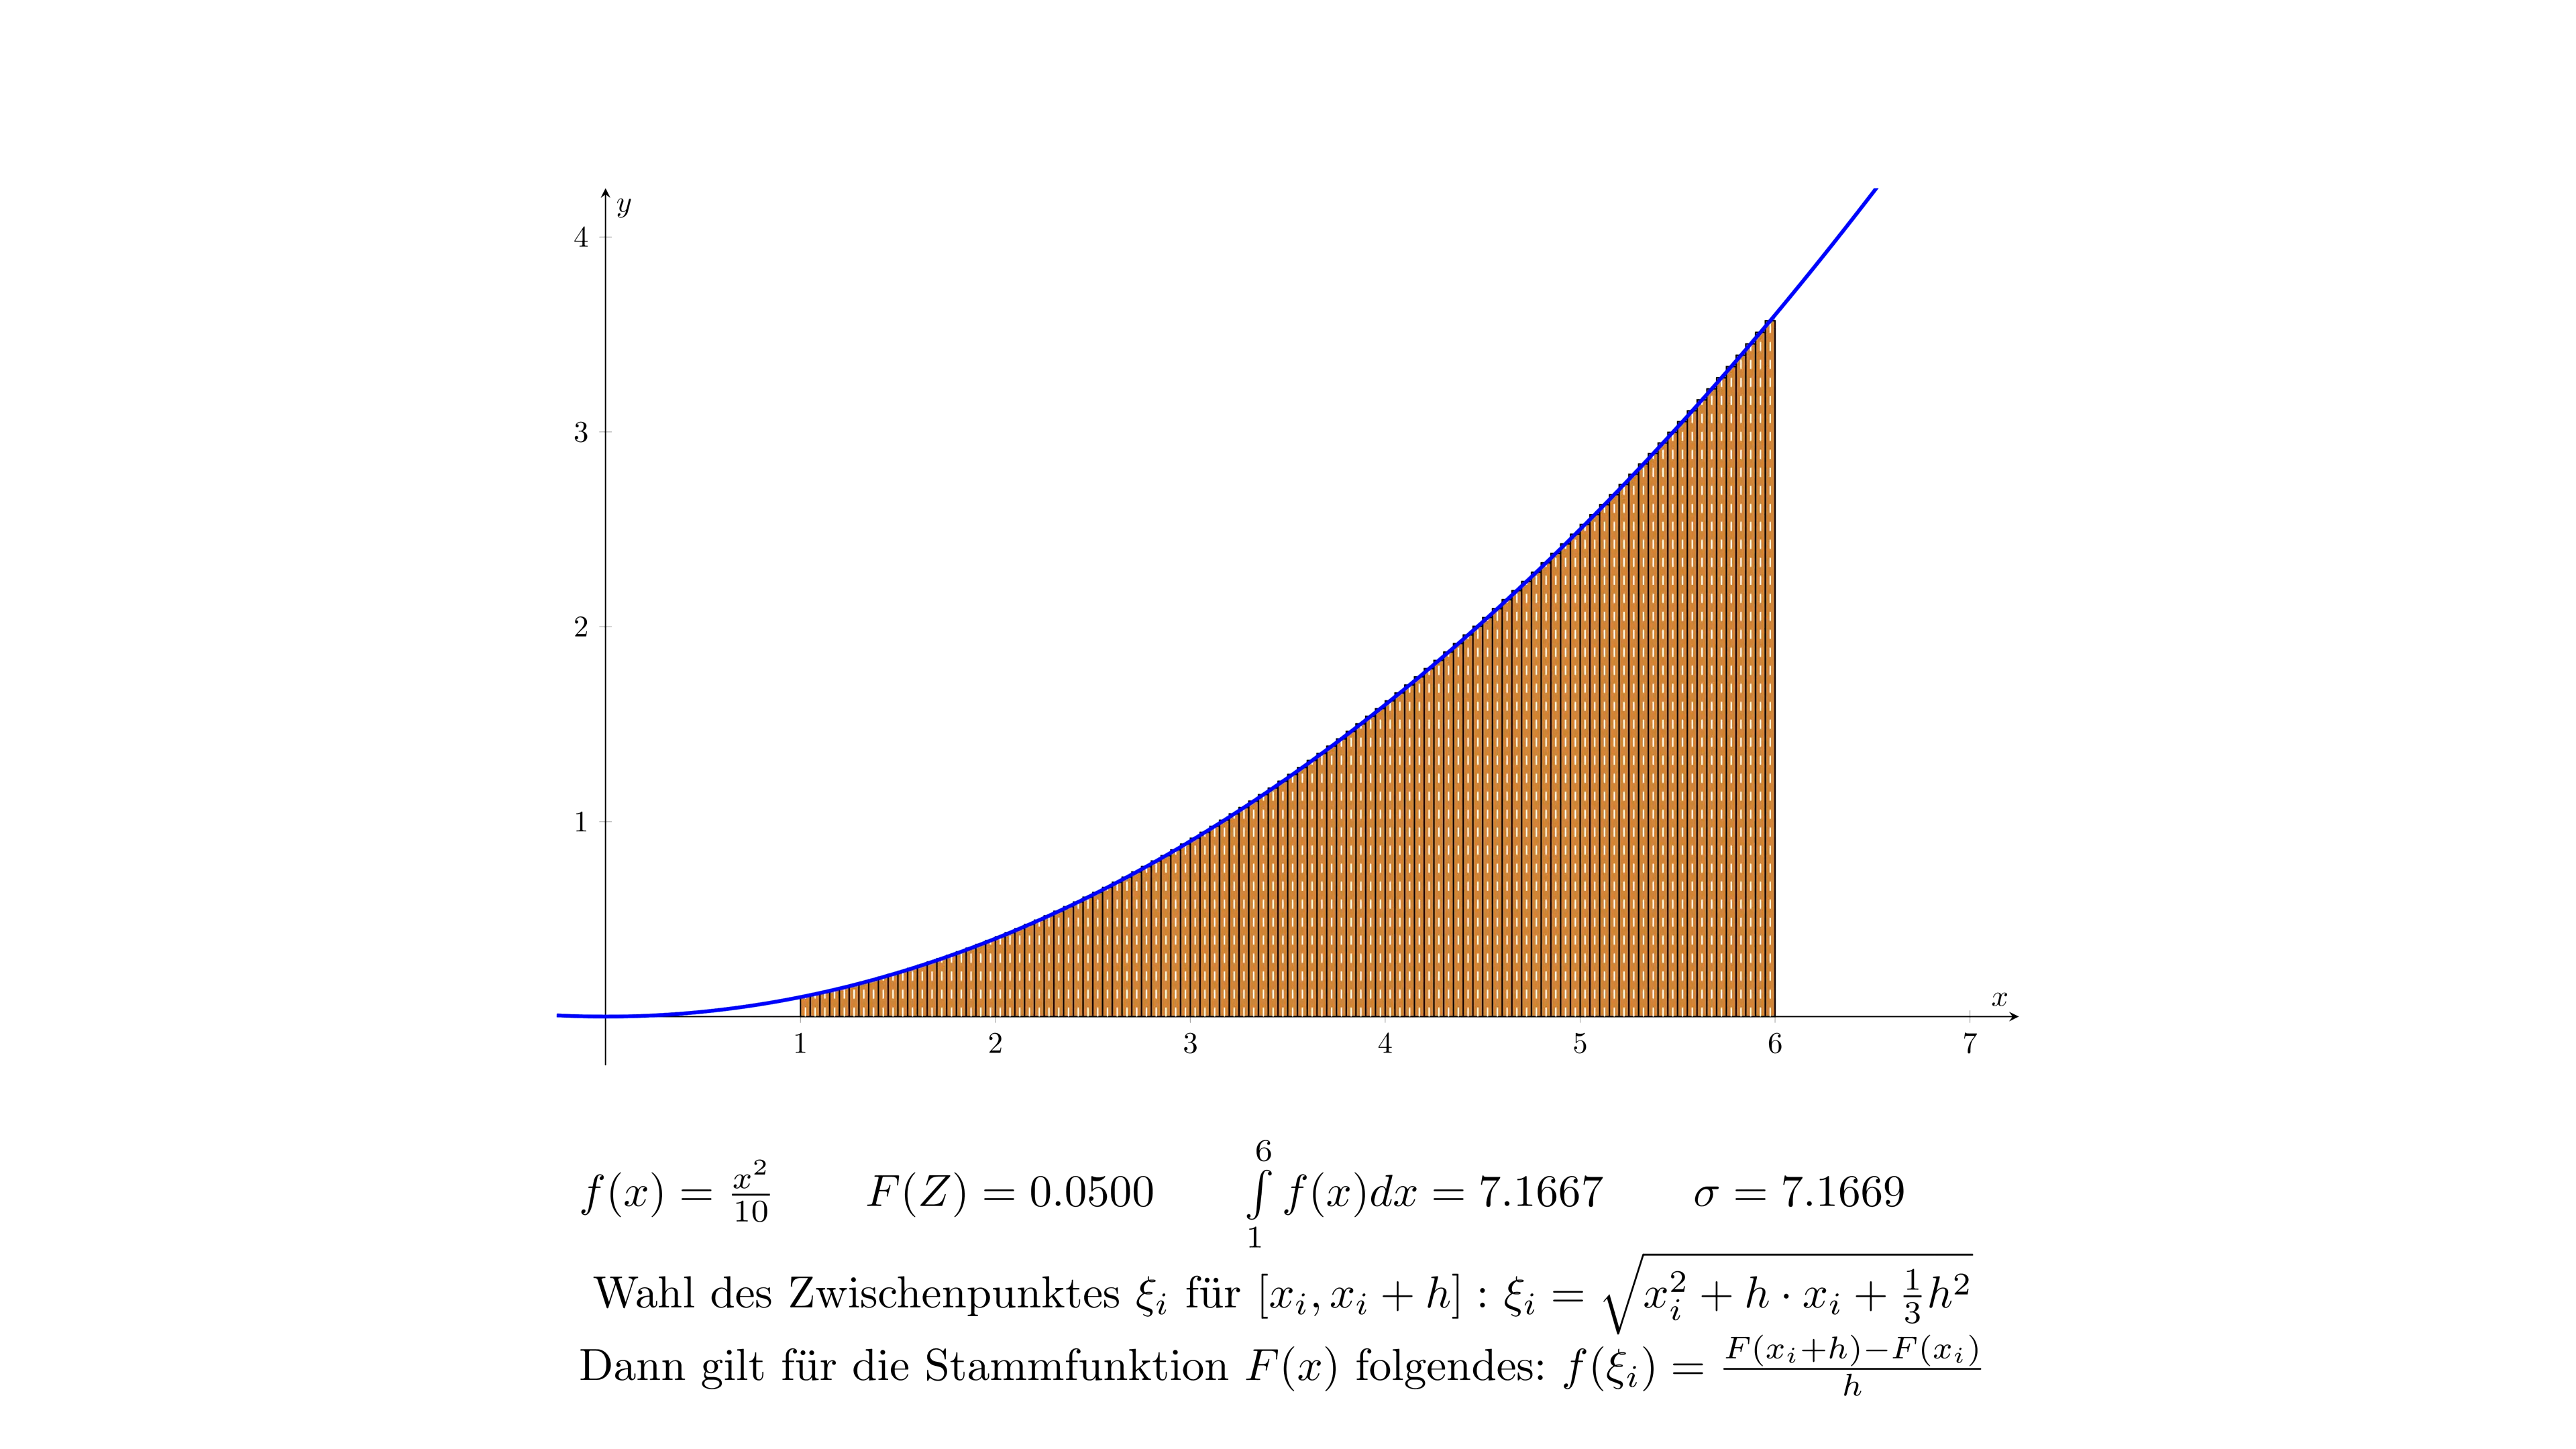 y
4
3
2
1
x
1 2 3 4 5 6 7
f(x) = x²/10 F(Z) = 0.0500 ∫₁⁶ f(x)dx = 7.1667 σ = 7.1669
Wahl des Zwischenpunktes ξᵢ für [xᵢ, xᵢ + h] : ξᵢ = √(xᵢ² + h · xᵢ + 1/3 h²)
Dann gilt für die Stammfunktion F(x) folgendes: f(ξᵢ) = (F(xᵢ+h)−F(xᵢ))/h